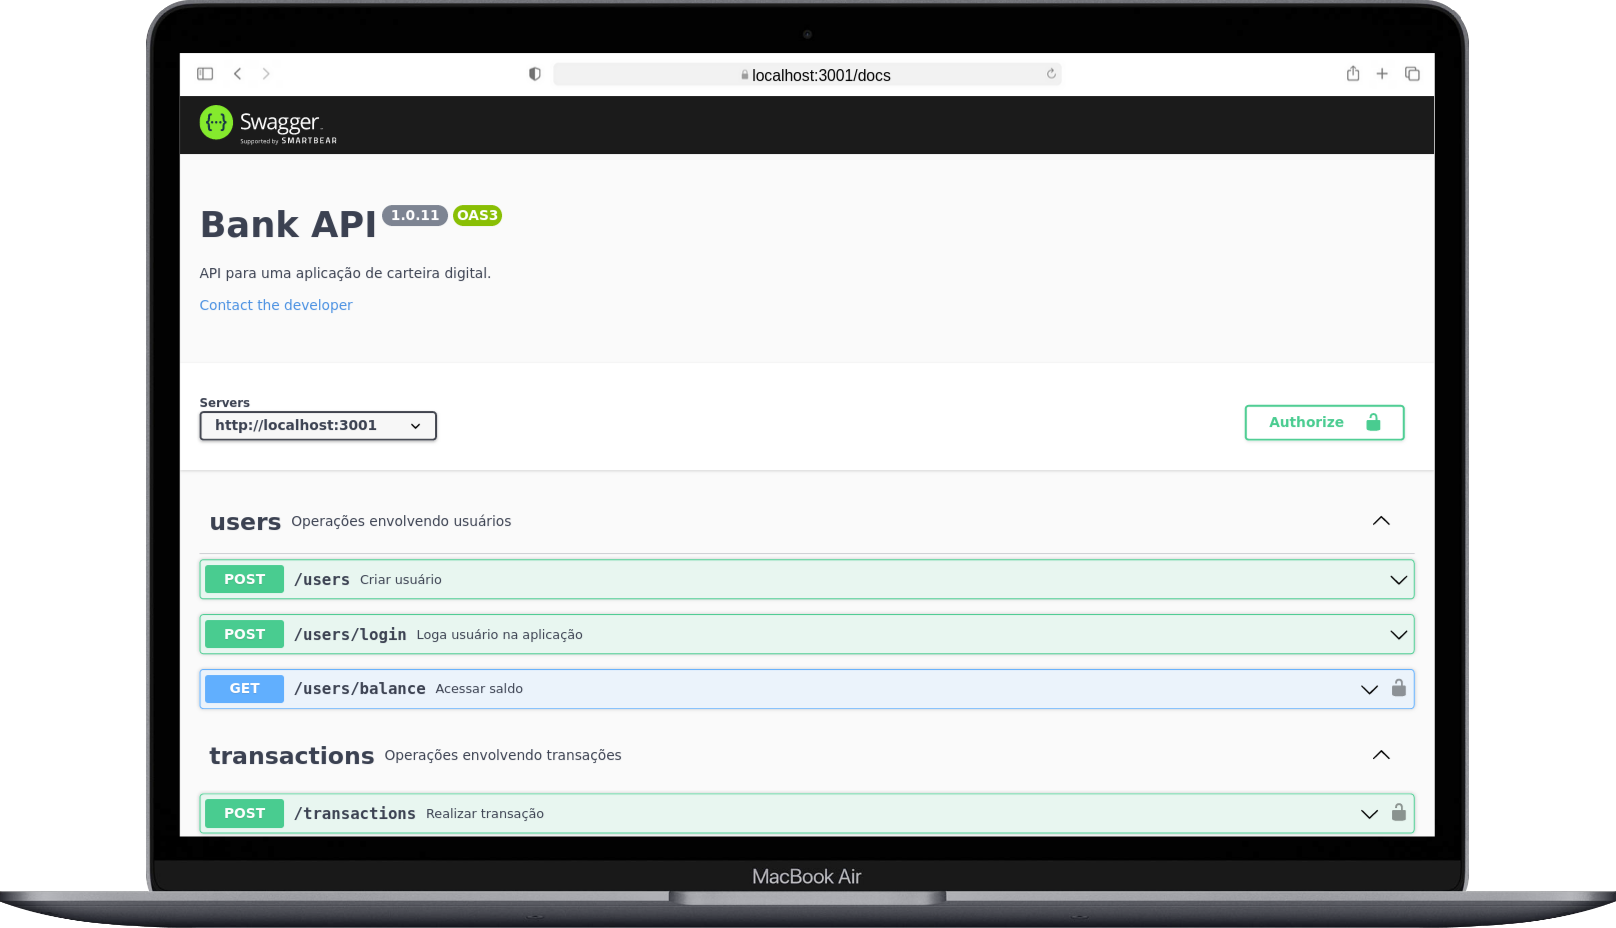 localhost:3001/docs
{···} Swagger.
Supported by SMARTBEAR
Bank API 1.0.11 OAS3
API para uma aplicação de carteira digital.
Contact the developer
Servers
http://localhost:3001
Authorize
users Operações envolvendo usuários
POST /users Criar usuário
POST /users/login Loga usuário na aplicação
GET /users/balance Acessar saldo
transactions Operações envolvendo transações
POST /transactions Realizar transação
MacBook Air